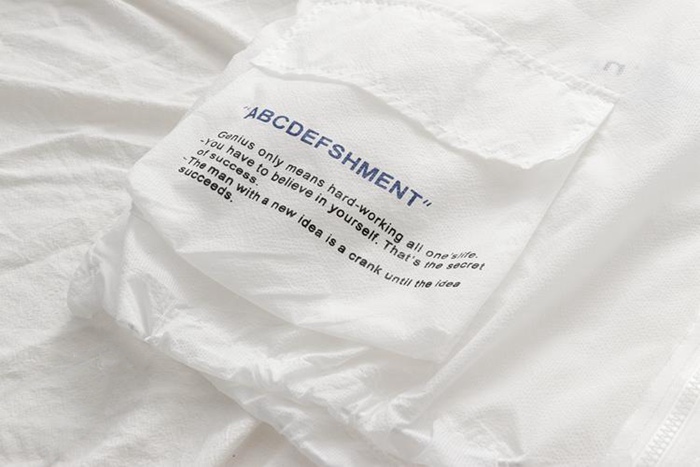 "ABCDEFSHMENT"
Genius only means hard-working all one'slife.
-You have to believe in yourself. That's the secret
of success.
-The man with a new idea is a crank until the idea
succeeds.
n